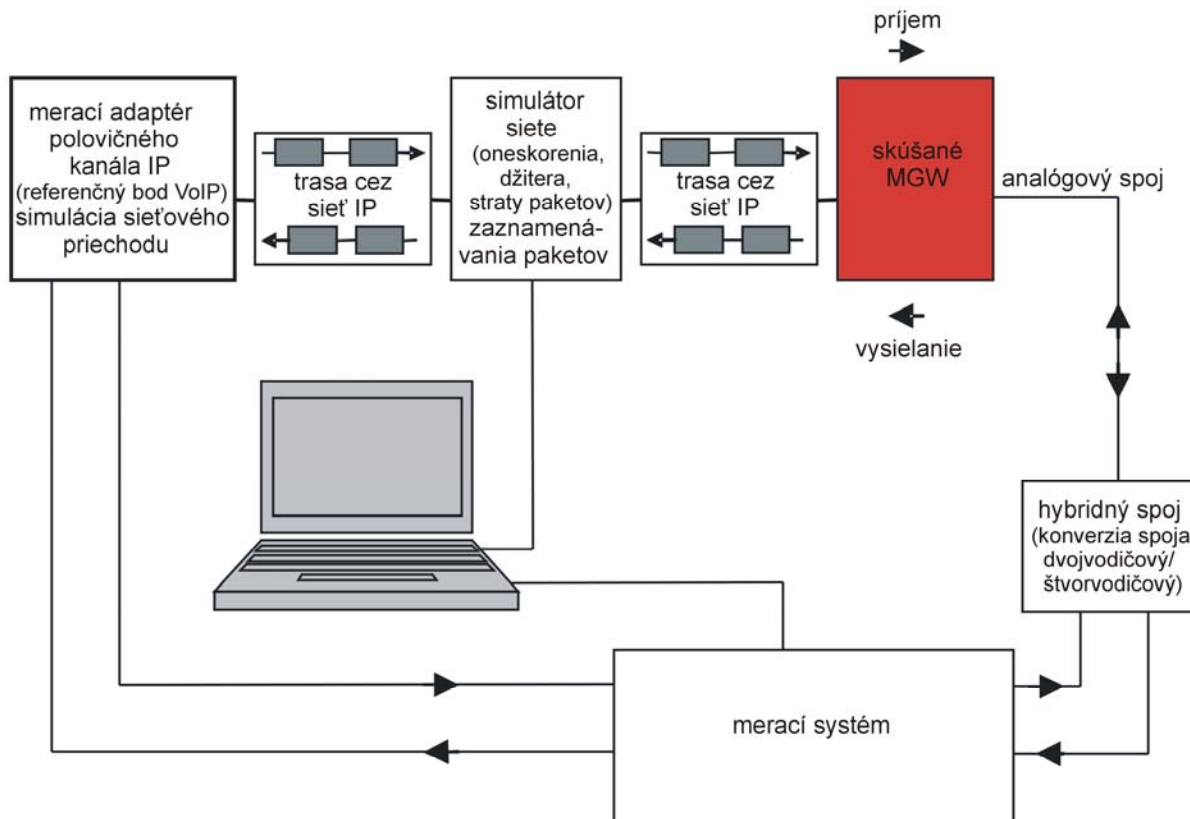 príjem
merací adaptér
polovičného
kanála IP
(referenčný bod VoIP)
simulácia sieťového
priechodu
trasa cez
sieť IP
simulátor
siete
(oneskorenia,
džitera,
straty paketov)
zaznamená-
vania paketov
trasa cez
sieť IP
skúšané
MGW
analógový spoj
vysielanie
hybridný spoj
(konverzia spoja
dvojvodičový/
štvorvodičový)
merací systém